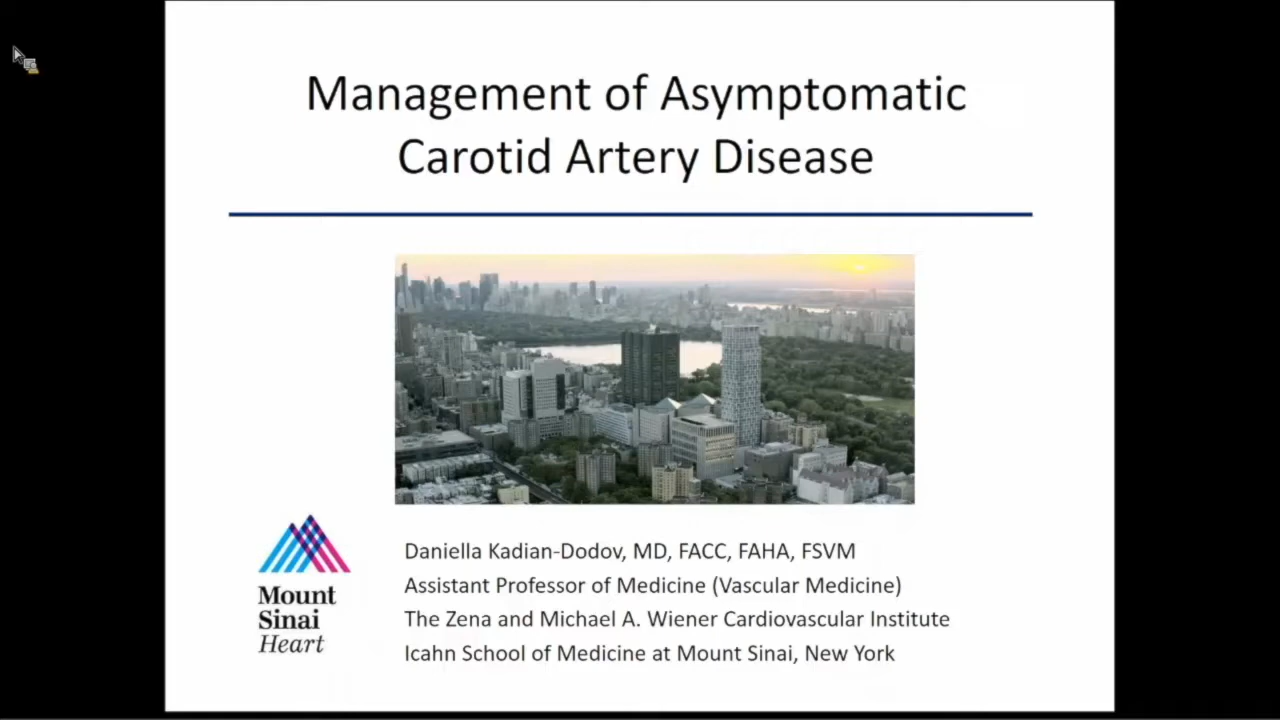 Management of Asymptomatic
Carotid Artery Disease
Daniella Kadian-Dodov, MD, FACC, FAHA, FSVM
Assistant Professor of Medicine (Vascular Medicine)
The Zena and Michael A. Wiener Cardiovascular Institute
Icahn School of Medicine at Mount Sinai, New York
Mount
Sinai
Heart